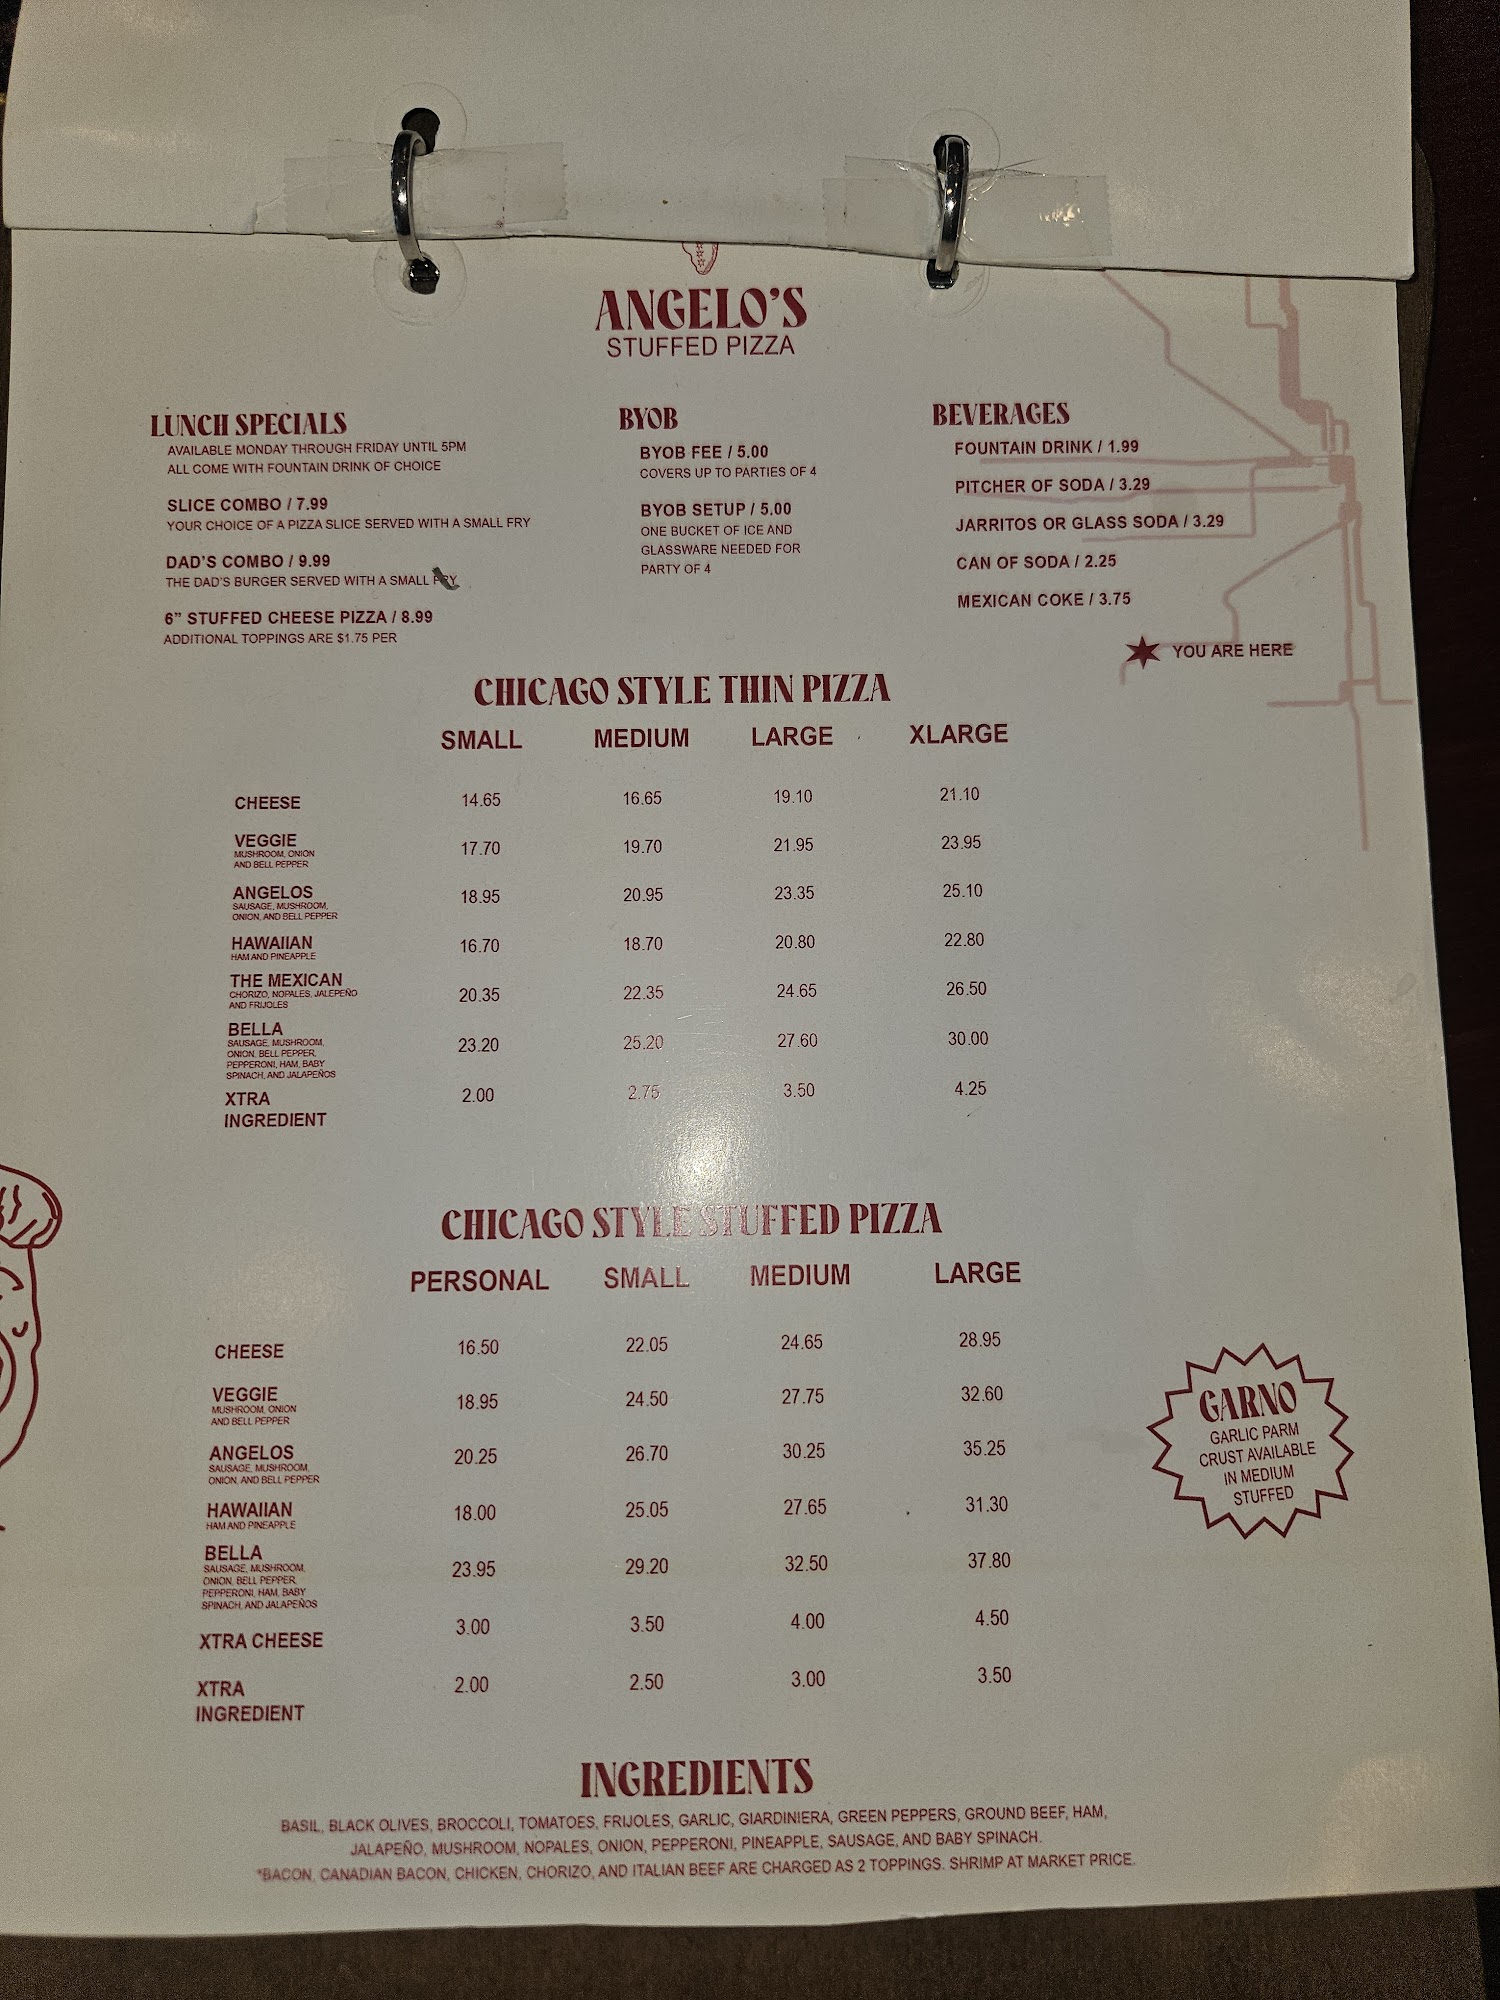 ANGELO'S
STUFFED PIZZA
LUNCH SPECIALS
AVAILABLE MONDAY THROUGH FRIDAY UNTIL 5PM
ALL COME WITH FOUNTAIN DRINK OF CHOICE
SLICE COMBO / 7.99
YOUR CHOICE OF A PIZZA SLICE SERVED WITH A SMALL FRY
DAD'S COMBO / 9.99
THE DAD'S BURGER SERVED WITH A SMALL FRY
6" STUFFED CHEESE PIZZA / 8.99
ADDITIONAL TOPPINGS ARE $1.75 PER
BYOB
BYOB FEE / 5.00
COVERS UP TO PARTIES OF 4
BYOB SETUP / 5.00
ONE BUCKET OF ICE AND
GLASSWARE NEEDED FOR
PARTY OF 4
BEVERAGES
FOUNTAIN DRINK / 1.99
PITCHER OF SODA / 3.29
JARRITOS OR GLASS SODA / 3.29
CAN OF SODA / 2.25
MEXICAN COKE / 3.75
YOU ARE HERE
CHICAGO STYLE THIN PIZZA
SMALL MEDIUM LARGE XLARGE
CHEESE 14.65 16.65 19.10 21.10
VEGGIE 17.70 19.70 21.95 23.95
MUSHROOM, ONION
AND BELL PEPPER
ANGELOS 18.95 20.95 23.35 25.10
SAUSAGE, MUSHROOM,
ONION, AND BELL PEPPER
HAWAIIAN 16.70 18.70 20.80 22.80
HAM AND PINEAPPLE
THE MEXICAN 20.35 22.35 24.65 26.50
CHORIZO, NOPALES, JALEPEÑO
AND FRIJOLES
BELLA 23.20 25.20 27.60 30.00
SAUSAGE, MUSHROOM,
ONION, BELL PEPPER,
PEPPERONI, HAM, BABY
SPINACH, AND JALAPEÑOS
XTRA 2.00 2.75 3.50 4.25
INGREDIENT
CHICAGO STYLE STUFFED PIZZA
PERSONAL SMALL MEDIUM LARGE
CHEESE 16.50 22.05 24.65 28.95
VEGGIE 18.95 24.50 27.75 32.60
MUSHROOM, ONION
AND BELL PEPPER
ANGELOS 20.25 26.70 30.25 35.25
SAUSAGE, MUSHROOM,
ONION, AND BELL PEPPER
HAWAIIAN 18.00 25.05 27.65 31.30
HAM AND PINEAPPLE
BELLA 23.95 29.20 32.50 37.80
SAUSAGE, MUSHROOM,
ONION, BELL PEPPER,
PEPPERONI, HAM, BABY
SPINACH, AND JALAPEÑOS
XTRA CHEESE 3.00 3.50 4.00 4.50
XTRA 2.00 2.50 3.00 3.50
INGREDIENT
GARNO
GARLIC PARM
CRUST AVAILABLE
IN MEDIUM
STUFFED
INGREDIENTS
BASIL, BLACK OLIVES, BROCCOLI, TOMATOES, FRIJOLES, GARLIC, GIARDINIERA, GREEN PEPPERS, GROUND BEEF, HAM,
JALAPEÑO, MUSHROOM, NOPALES, ONION, PEPPERONI, PINEAPPLE, SAUSAGE, AND BABY SPINACH.
*BACON, CANADIAN BACON, CHICKEN, CHORIZO, AND ITALIAN BEEF ARE CHARGED AS 2 TOPPINGS. SHRIMP AT MARKET PRICE.